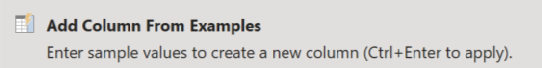 Add Column From Examples
Enter sample values to create a new column (Ctrl+Enter to apply).